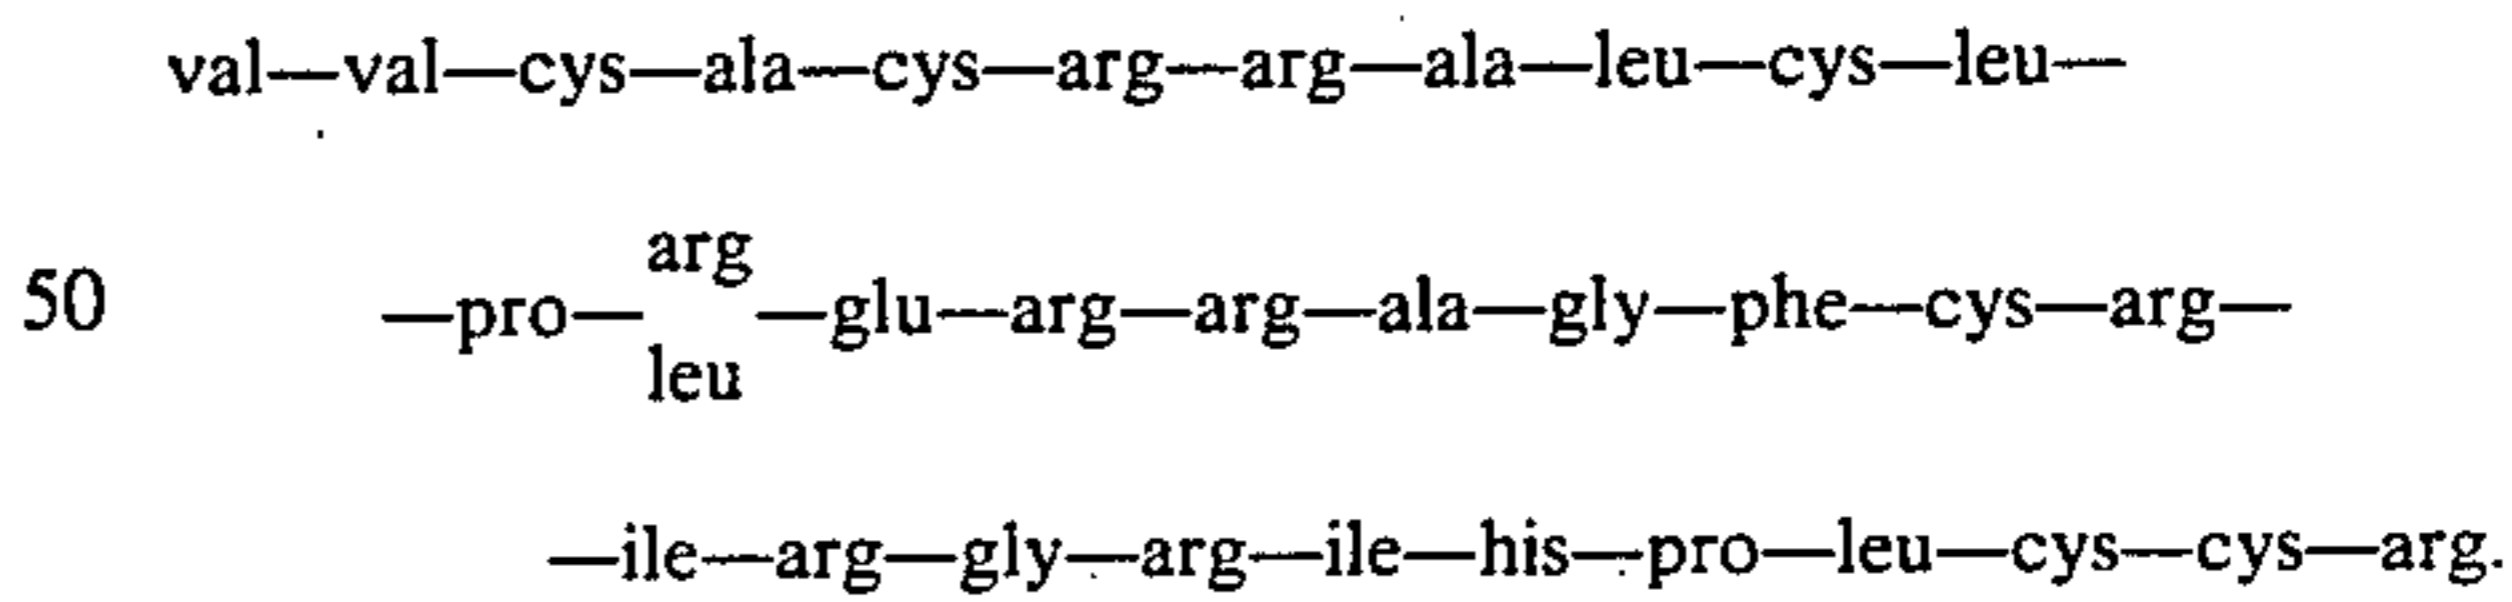 val—val—cys—ala—cys—arg—arg—ala—leu—cys—leu—
arg
50 —pro— —glu—arg—arg—ala—gly—phe—cys—arg—
leu
—ile—arg—gly—arg—ile—his—pro—leu—cys—cys—arg.